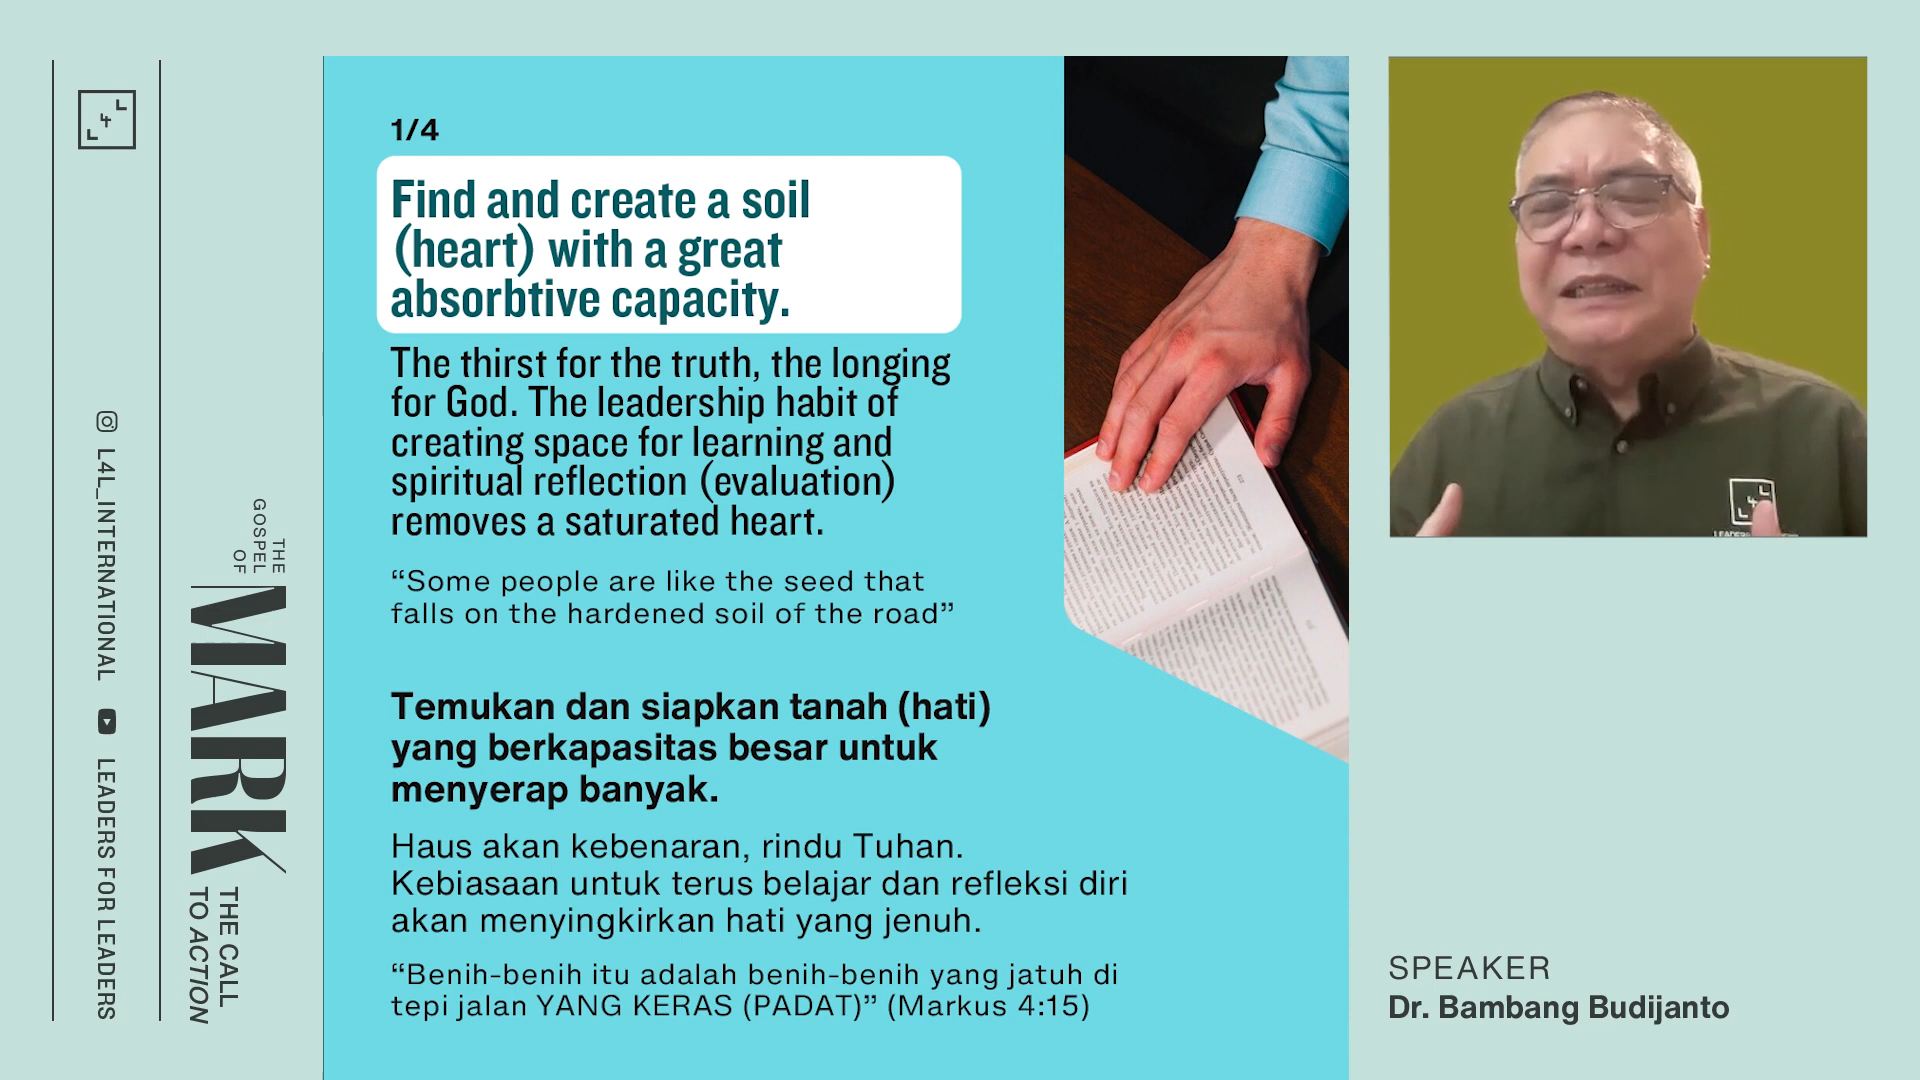 L4L_INTERNATIONAL
LEADERS FOR LEADERS
THE
GOSPEL
OF
MARK
THE CALL
TO ACTION
1/4
Find and create a soil
(heart) with a great
absorbtive capacity.
The thirst for the truth, the longing
for God. The leadership habit of
creating space for learning and
spiritual reflection (evaluation)
removes a saturated heart.
“Some people are like the seed that
falls on the hardened soil of the road”
Temukan dan siapkan tanah (hati)
yang berkapasitas besar untuk
menyerap banyak.
Haus akan kebenaran, rindu Tuhan.
Kebiasaan untuk terus belajar dan refleksi diri
akan menyingkirkan hati yang jenuh.
“Benih-benih itu adalah benih-benih yang jatuh di
tepi jalan YANG KERAS (PADAT)” (Markus 4:15)
SPEAKER
Dr. Bambang Budijanto